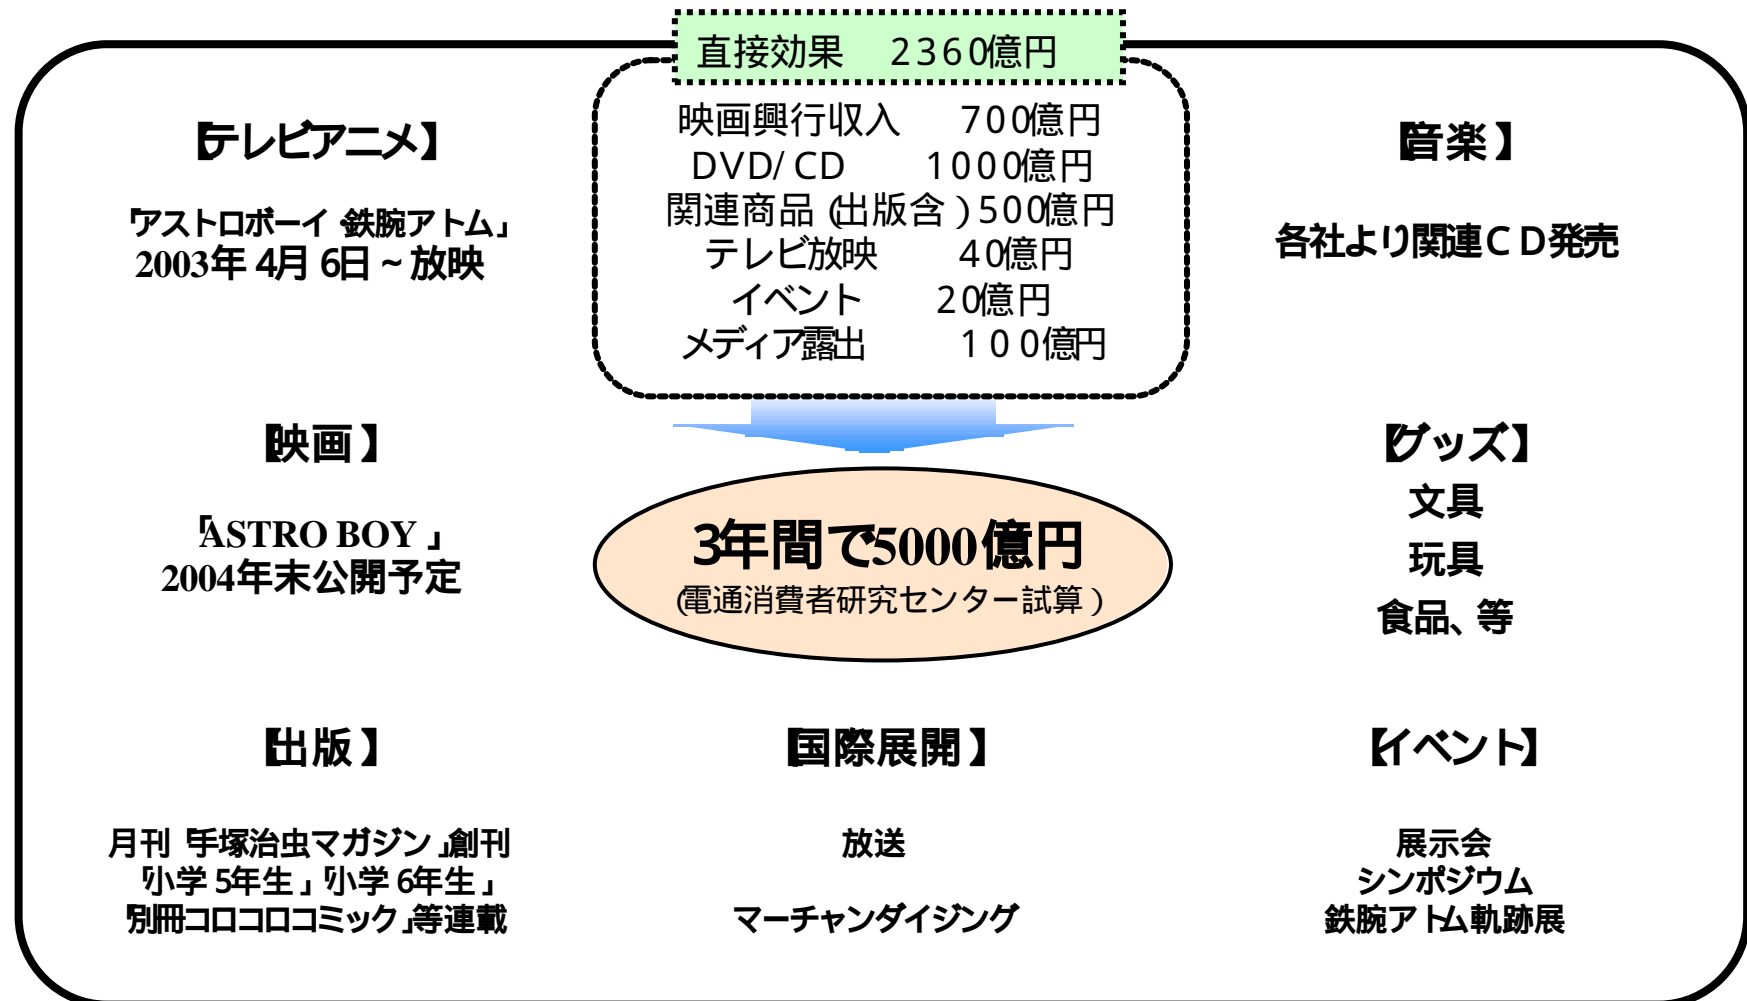 直接効果 2360億円
映画興行収入 700億円
DVD/CD 1000億円
関連商品(出版含)500億円
テレビ放映 40億円
イベント 20億円
メディア露出 100億円
【テレビアニメ】
「アストロボーイ・鉄腕アトム」
2003年4月6日~放映
【音楽】
各社より関連CD発売
【映画】
「ASTRO BOY」
2004年末公開予定
3年間で5000億円
(電通消費者研究センター試算)
【グッズ】
文具
玩具
食品、等
【出版】
月刊「手塚治虫マガジン」創刊
「小学5年生」「小学6年生」
「別冊コロコロコミック」等連載
【国際展開】
放送
マーチャンダイジング
【イベント】
展示会
シンポジウム
鉄腕アトム軌跡展